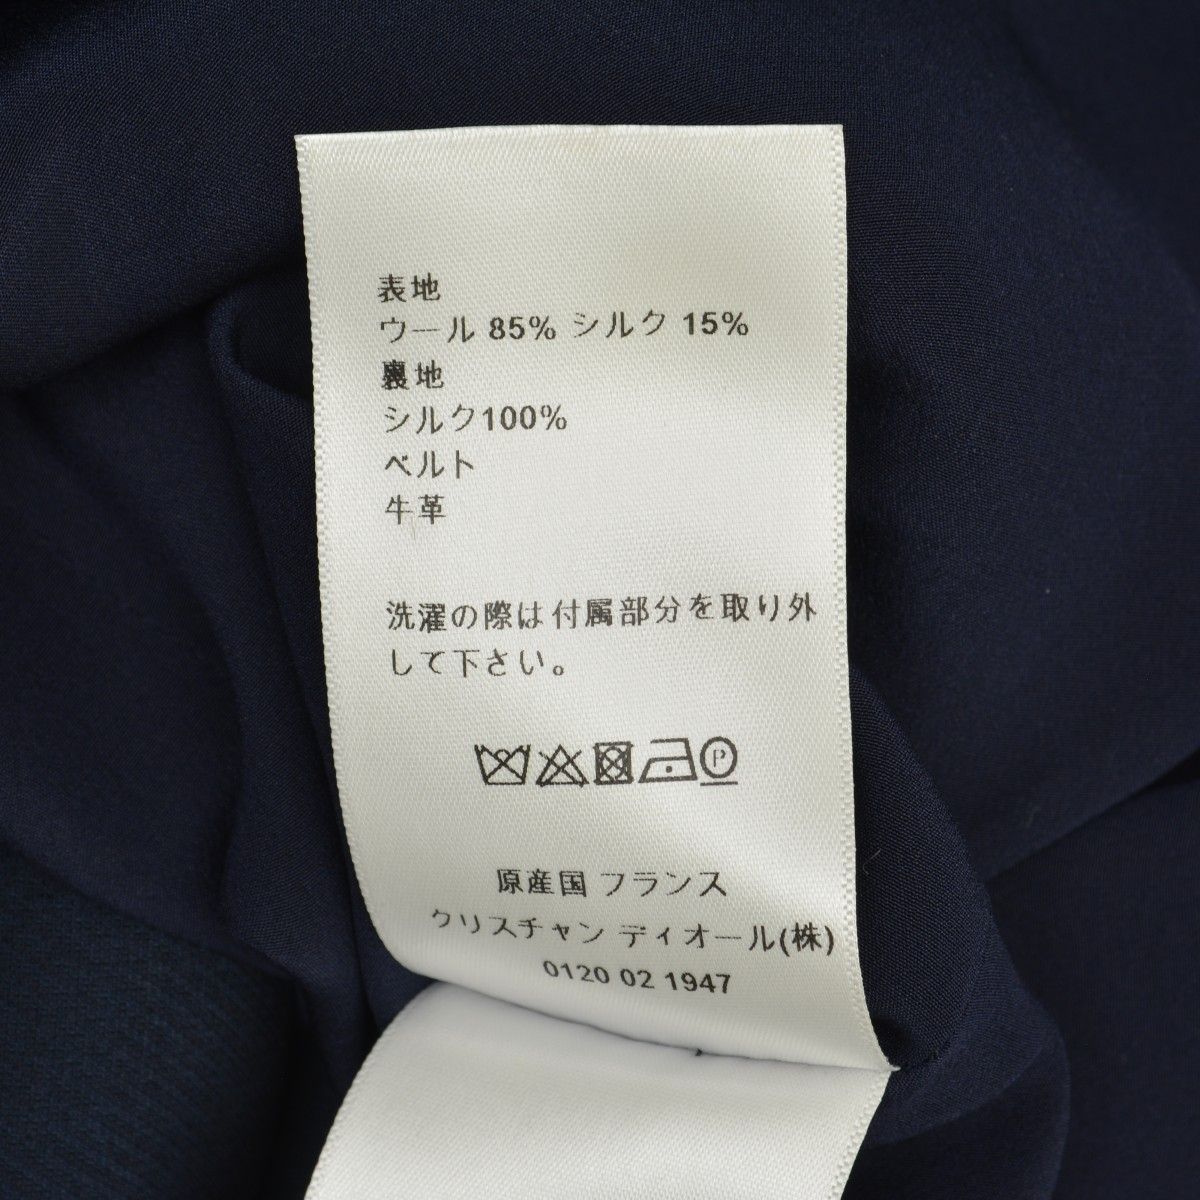 表地
ウール 85% シルク 15%
裏地
シルク100%
ベルト
牛革
洗濯の際は付属部分を取り外
して下さい。
P
原産国 フランス
クリスチャン ディオール(株)
0120 02 1947